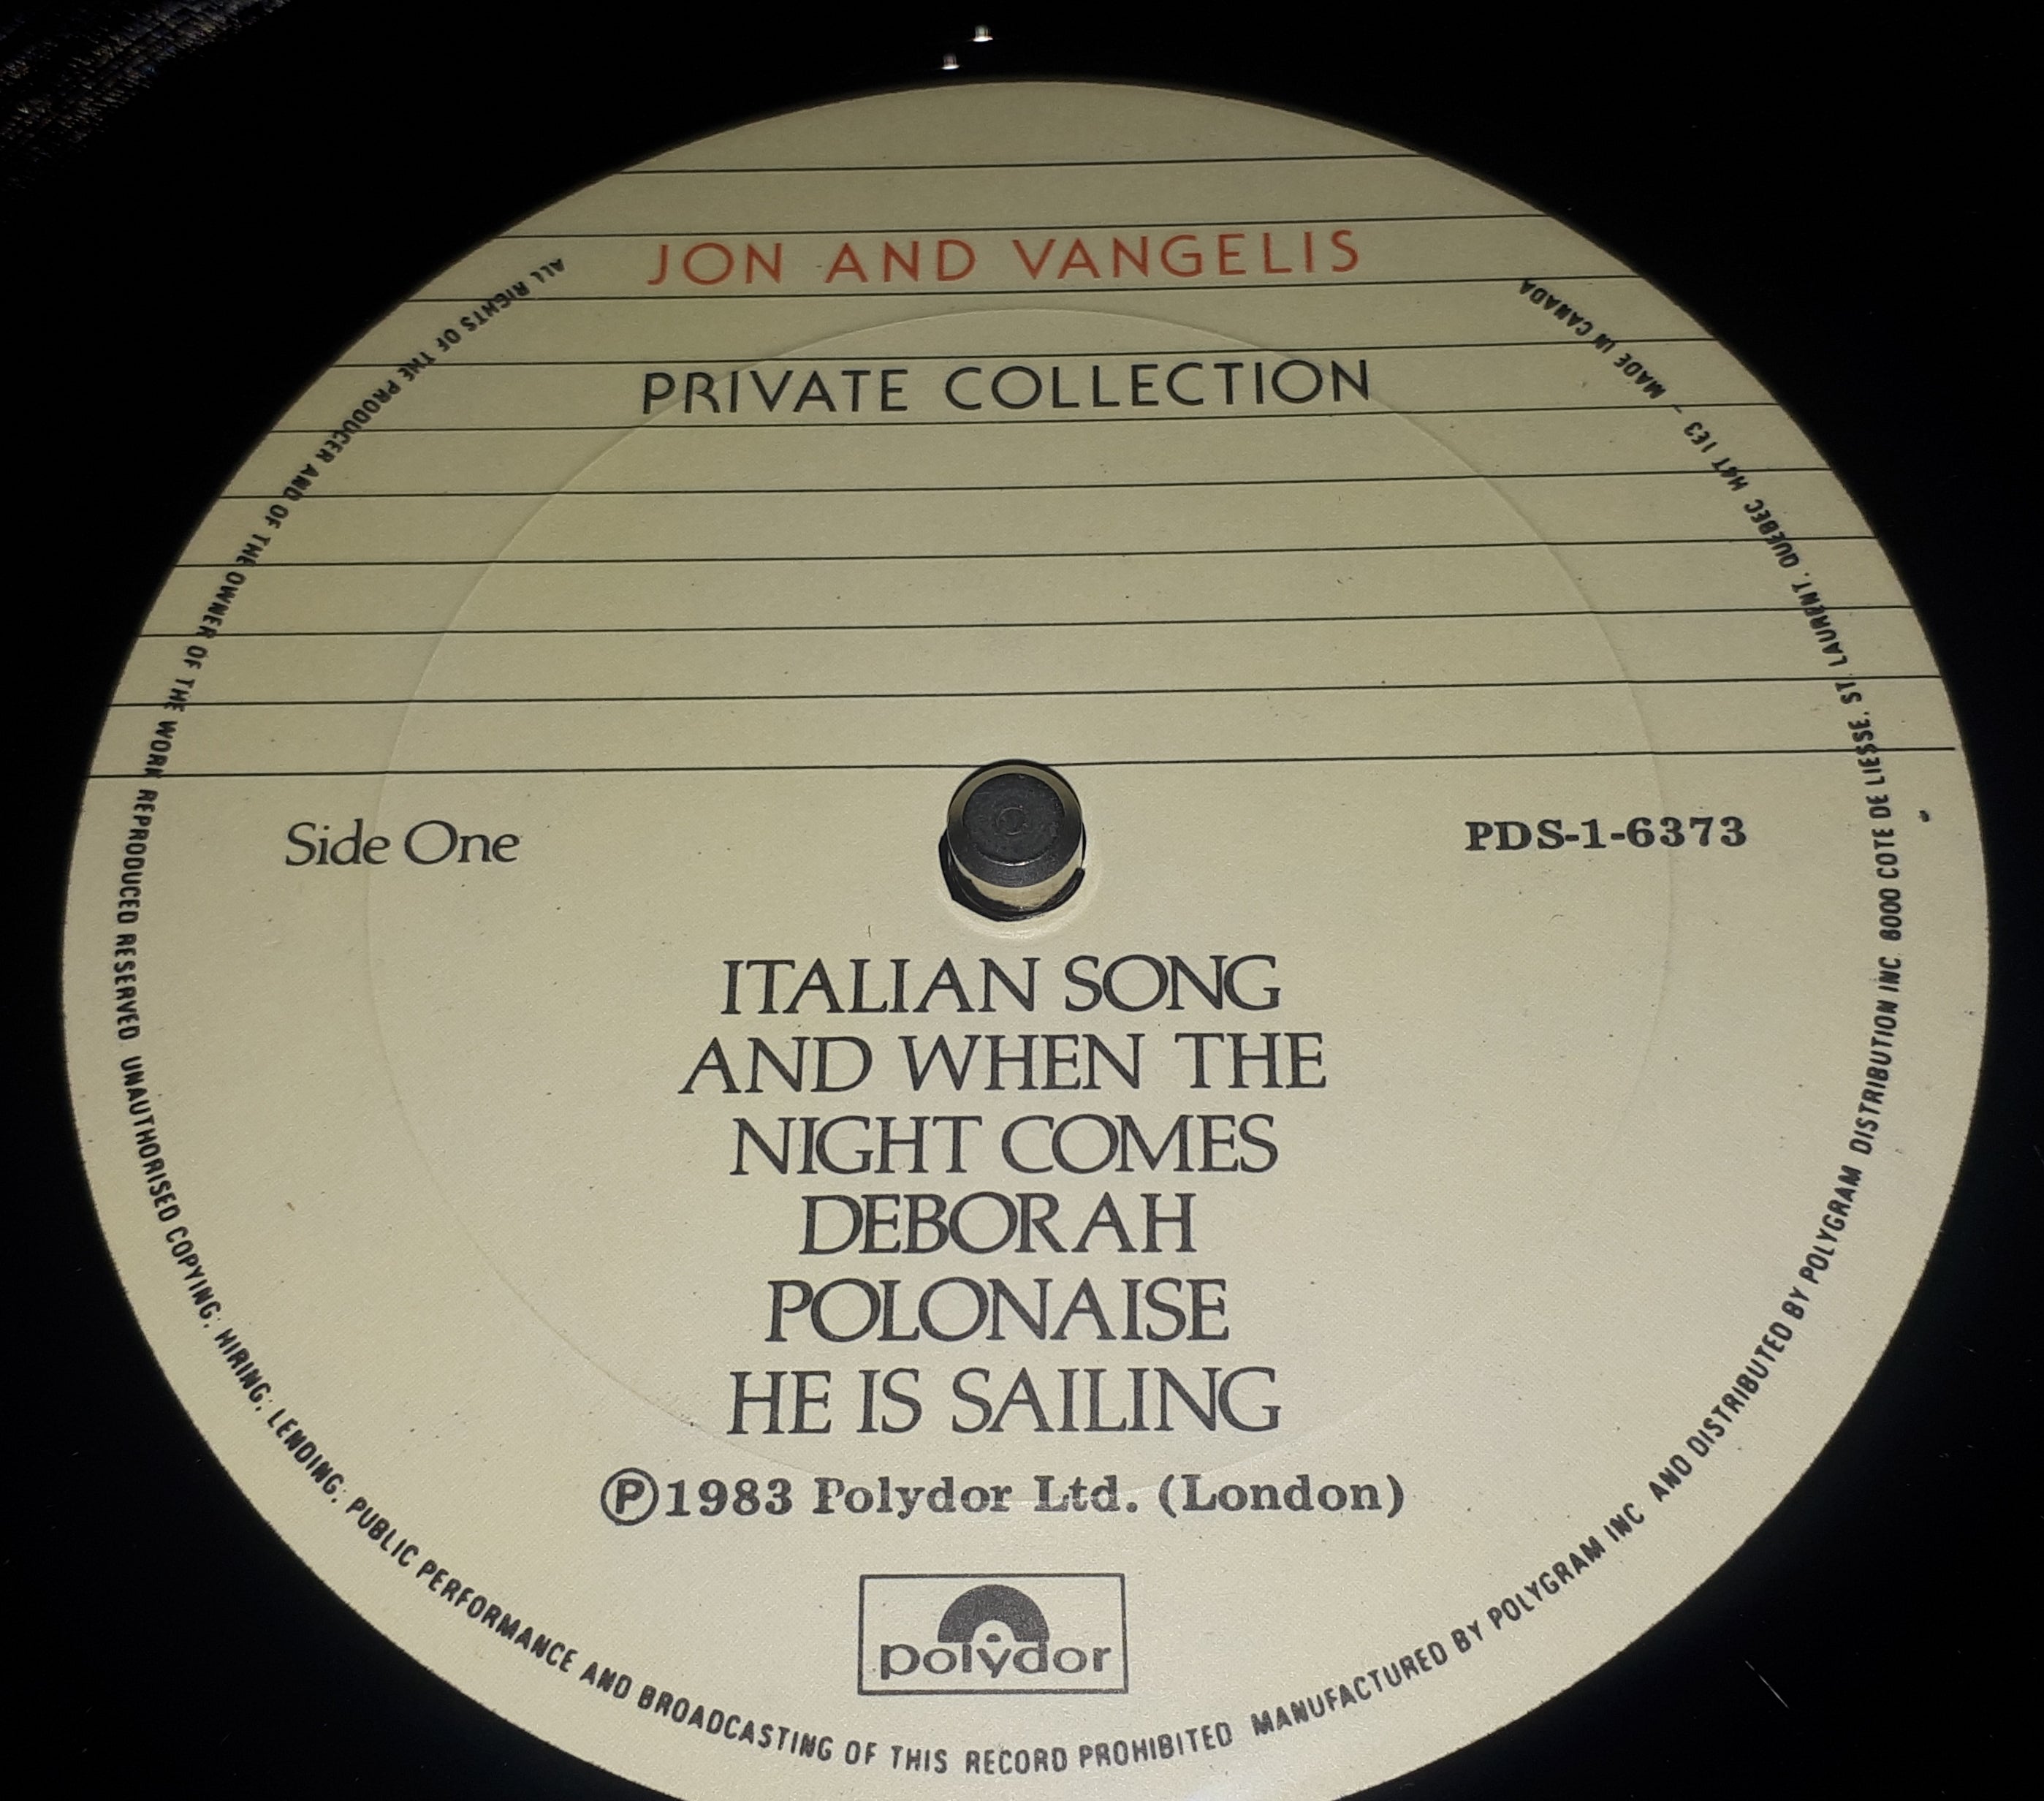 JON AND VANGELIS
PRIVATE COLLECTION
Side One
PDS-1-6373
ITALIAN SONG
AND WHEN THE
NIGHT COMES
DEBORAH
POLONAISE
HE IS SAILING
Ⓟ1983 Polydor Ltd. (London)
polydor
ALL RIGHTS OF THE PRODUCER AND OF THE OWNER OF THE WORK REPRODUCED RESERVED UNAUTHORISED COPYING; HIRING; LENDING; PUBLIC PERFORMANCE AND BROADCASTING OF THIS RECORD PROHIBITED MANUFACTURED BY POLYGRAM INC AND DISTRIBUTED BY POLYGRAM DISTRIBUTION INC 6000 COTE DE LIESSE, ST. LAURNT, QUEBEC H4T 1E3 - MADE IN CANADA